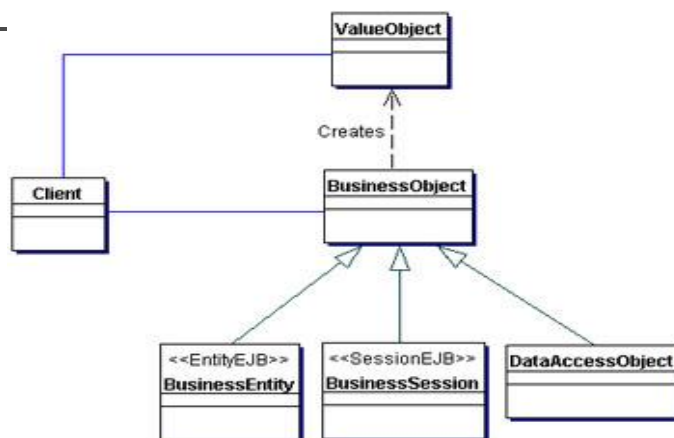 ValueObject
Creates
Client
BusinessObject
<<EntityEJB>>
BusinessEntity
<<SessionEJB>>
BusinessSession
DataAccessObject